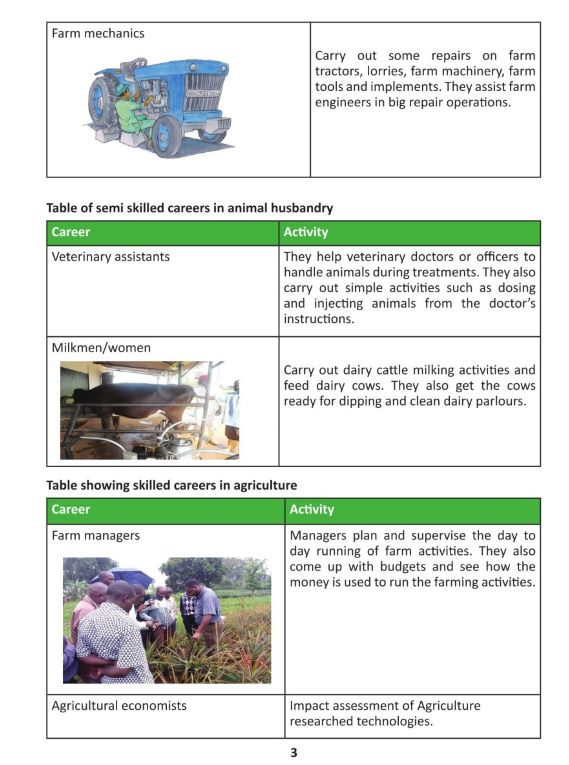 Farm mechanics
Carry out some repairs on farm
tractors, lorries, farm machinery, farm
tools and implements. They assist farm
engineers in big repair operations.
Table of semi skilled careers in animal husbandry
Career
Activity
Veterinary assistants
They help veterinary doctors or officers to
handle animals during treatments. They also
carry out simple activities such as dosing
and injecting animals from the doctor’s
instructions.
Milkmen/women
Carry out dairy cattle milking activities and
feed dairy cows. They also get the cows
ready for dipping and clean dairy parlours.
Table showing skilled careers in agriculture
Career
Activity
Farm managers
Managers plan and supervise the day to
day running of farm activities. They also
come up with budgets and see how the
money is used to run the farming activities.
Agricultural economists
Impact assessment of Agriculture
researched technologies.
3